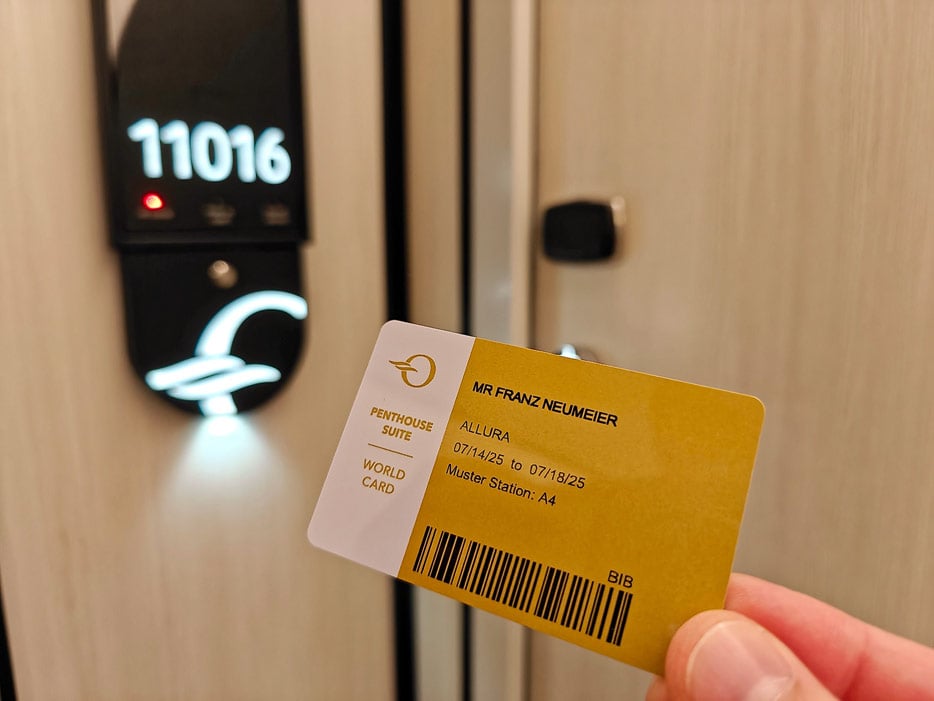 11016
PENTHOUSE
SUITE
WORLD
CARD
MR FRANZ NEUMEIER
ALLURA
07/14/25 to 07/18/25
Muster Station: A4
BIB